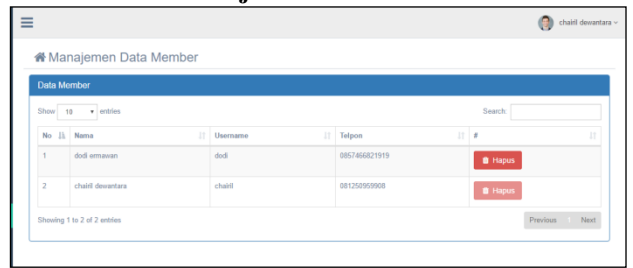 chairil dewantara
Manajemen Data Member
Data Member
Show 10 entries
Search:
No Nama Username Telpon #
1 dodi ermawan dodi 0857466821919 Hapus
2 chairil dewantara chairil 081250959908 Hapus
Showing 1 to 2 of 2 entries
Previous 1 Next